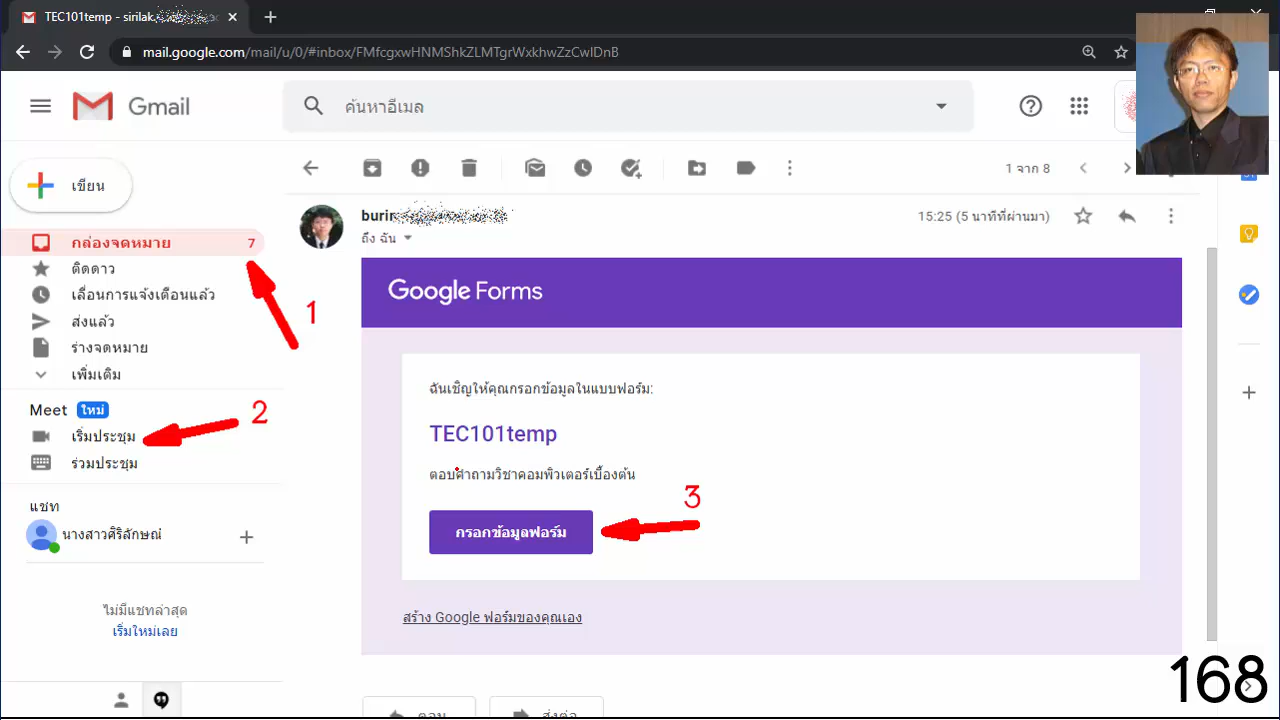 TEC101temp - sirilak.
mail.google.com/mail/u/0/#inbox/FMfcgxwHNMShkZLMTgrWxkhwZzCwlDnB
Gmail
ค้นหาอีเมล
เขียน
1 จาก 8
กล่องจดหมาย 7
ติดดาว
เลื่อนการแจ้งเตือนแล้ว
ส่งแล้ว
ร่างจดหมาย
เพิ่มเติม
1
Meet ใหม่
เริ่มประชุม
ร่วมประชุม
2
แชท
นางสาวศิริลักษณ์
ไม่มีแชทล่าสุด
เริ่มใหม่เลย
burin
15:25 (5 นาทีที่ผ่านมา)
ถึง ฉัน
Google Forms
ฉันเชิญให้คุณกรอกข้อมูลในแบบฟอร์ม:
TEC101temp
ตอบคำถามวิชาคอมพิวเตอร์เบื้องต้น
กรอกข้อมูลฟอร์ม
3
สร้าง Google ฟอร์มของคุณเอง
ตอบ
ส่งต่อ
168